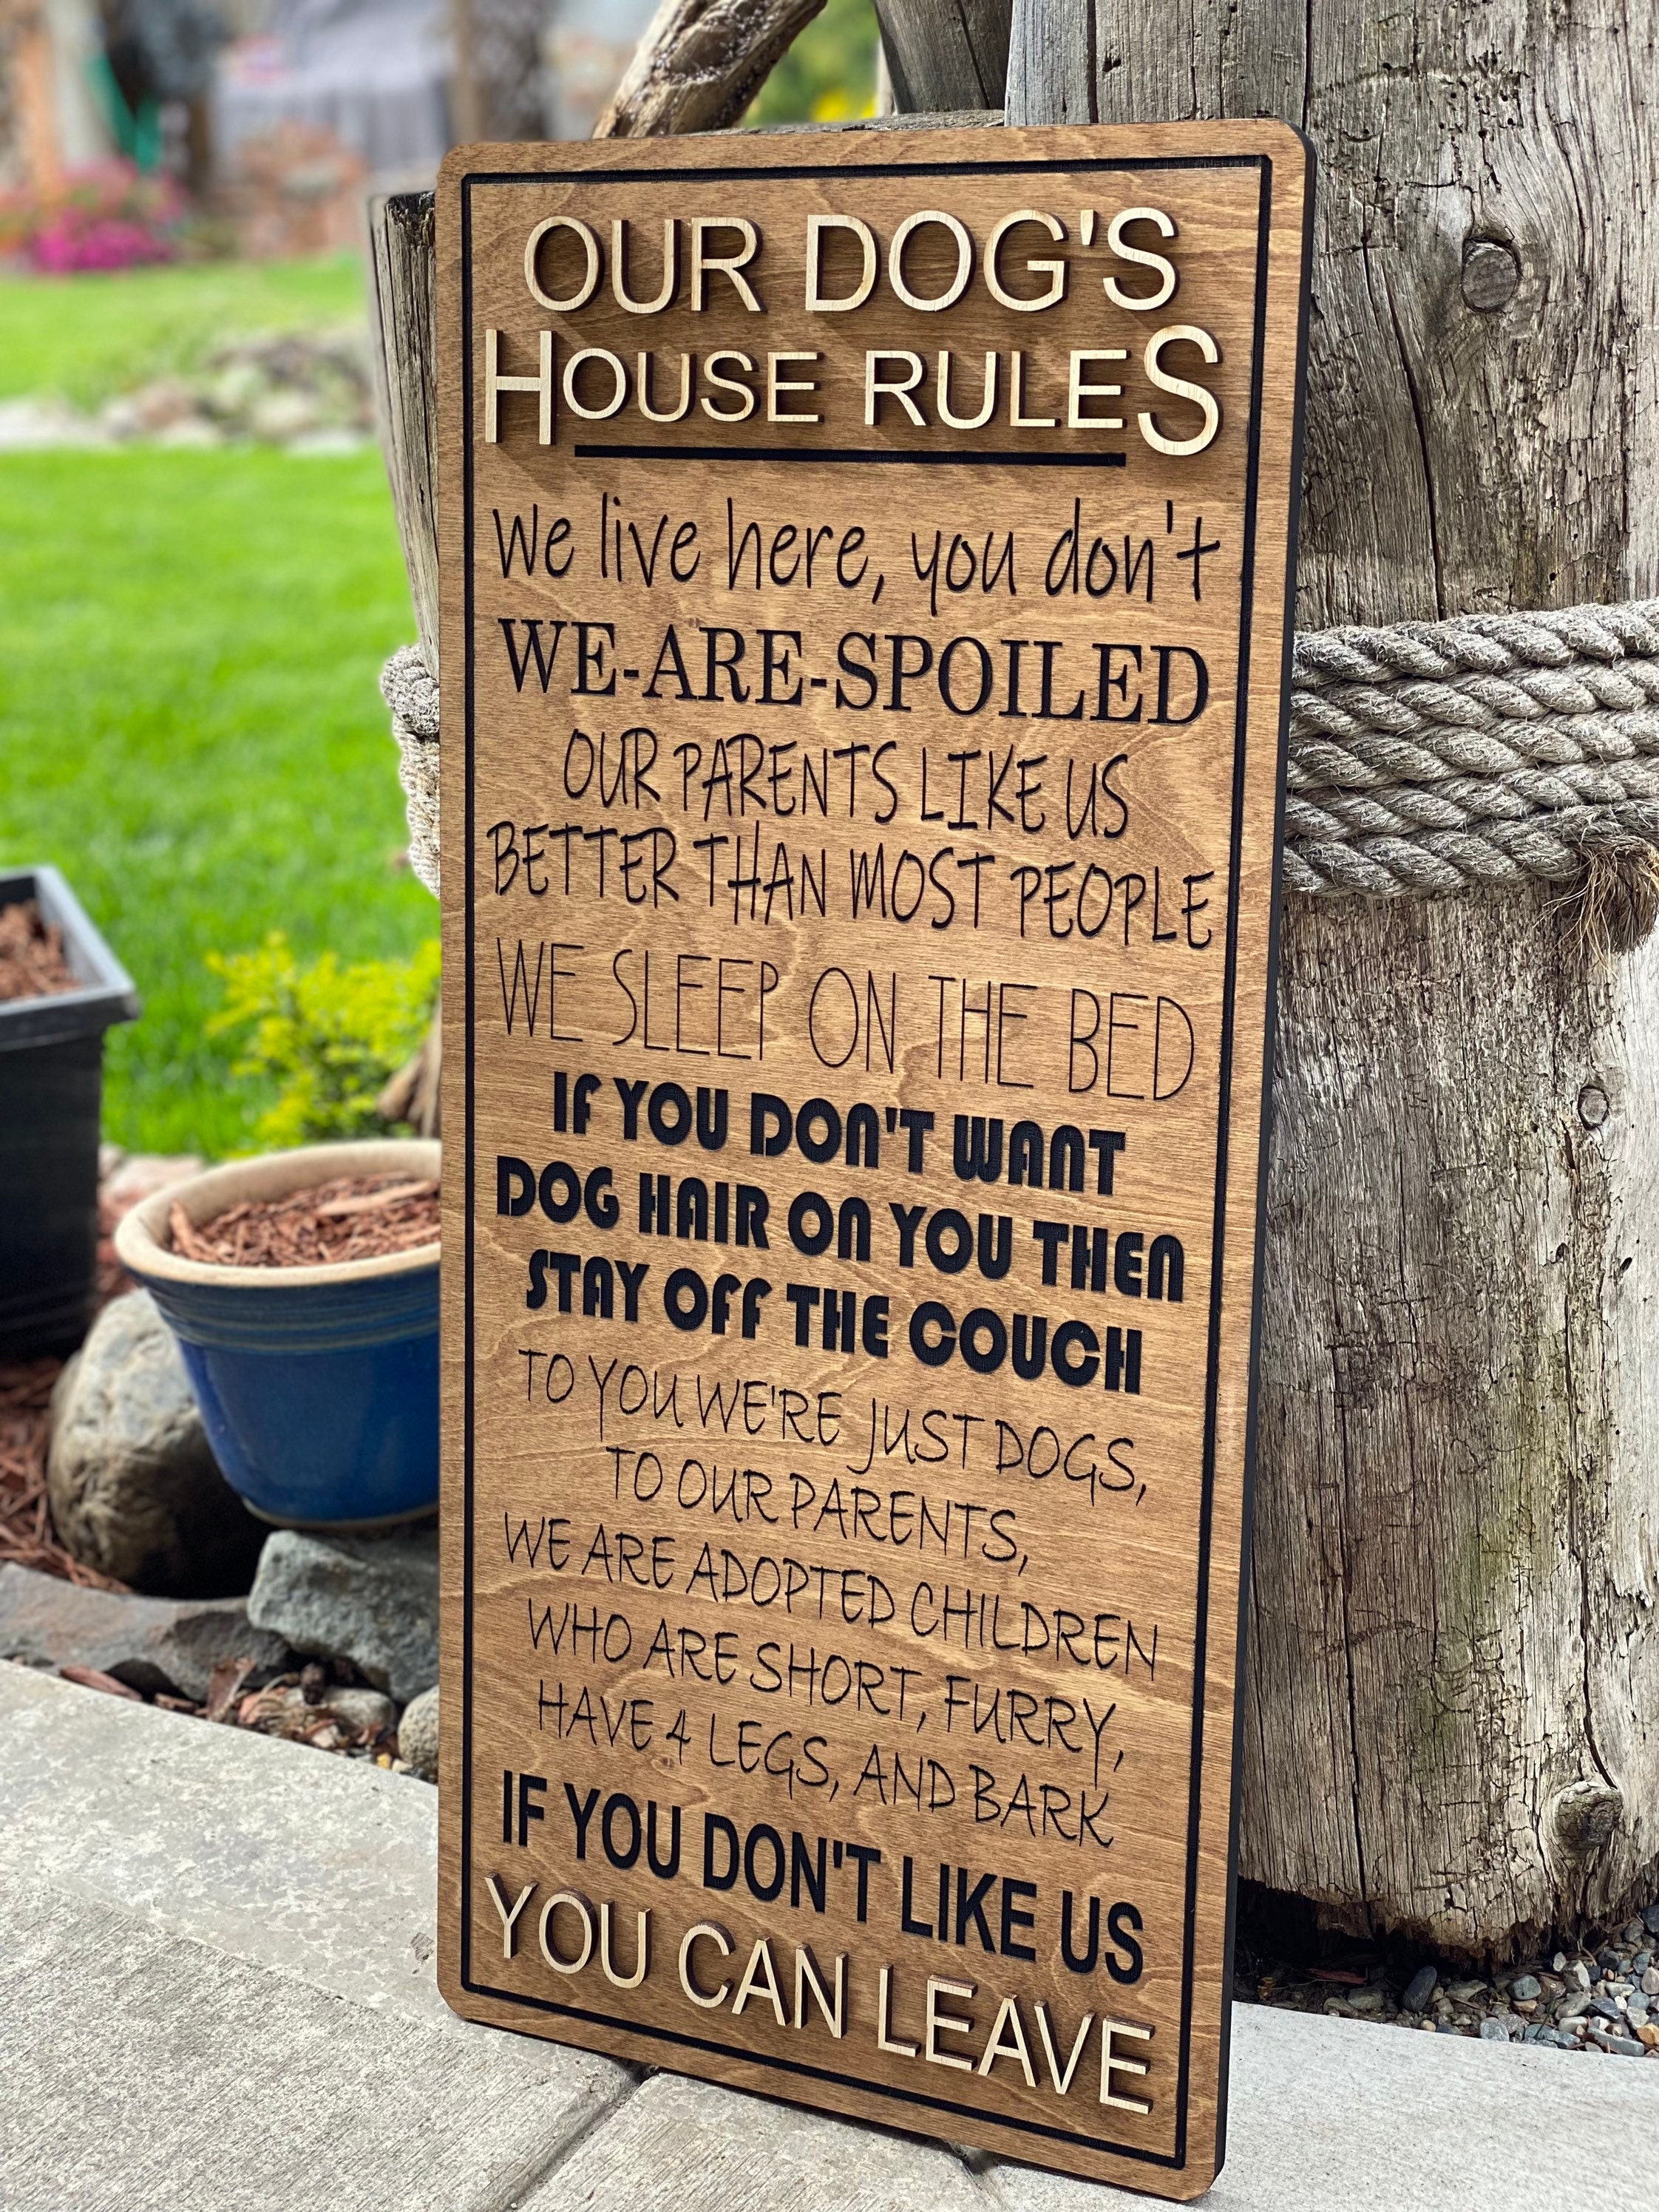 OUR DOG'S
HOUSE RULES
We live here, you don't
WE-ARE-SPOILED
OUR PARENTS LIKE US
BETTER THAN MOST PEOPLE
WE SLEEP ON THE BED
IF YOU DON'T WANT
DOG HAIR ON YOU THEN
STAY OFF THE COUCH
TO YOU WE'RE JUST DOGS,
TO OUR PARENTS,
WE ARE ADOPTED CHILDREN
WHO ARE SHORT, FURRY,
HAVE 4 LEGS, AND BARK
IF YOU DON'T LIKE US
YOU CAN LEAVE